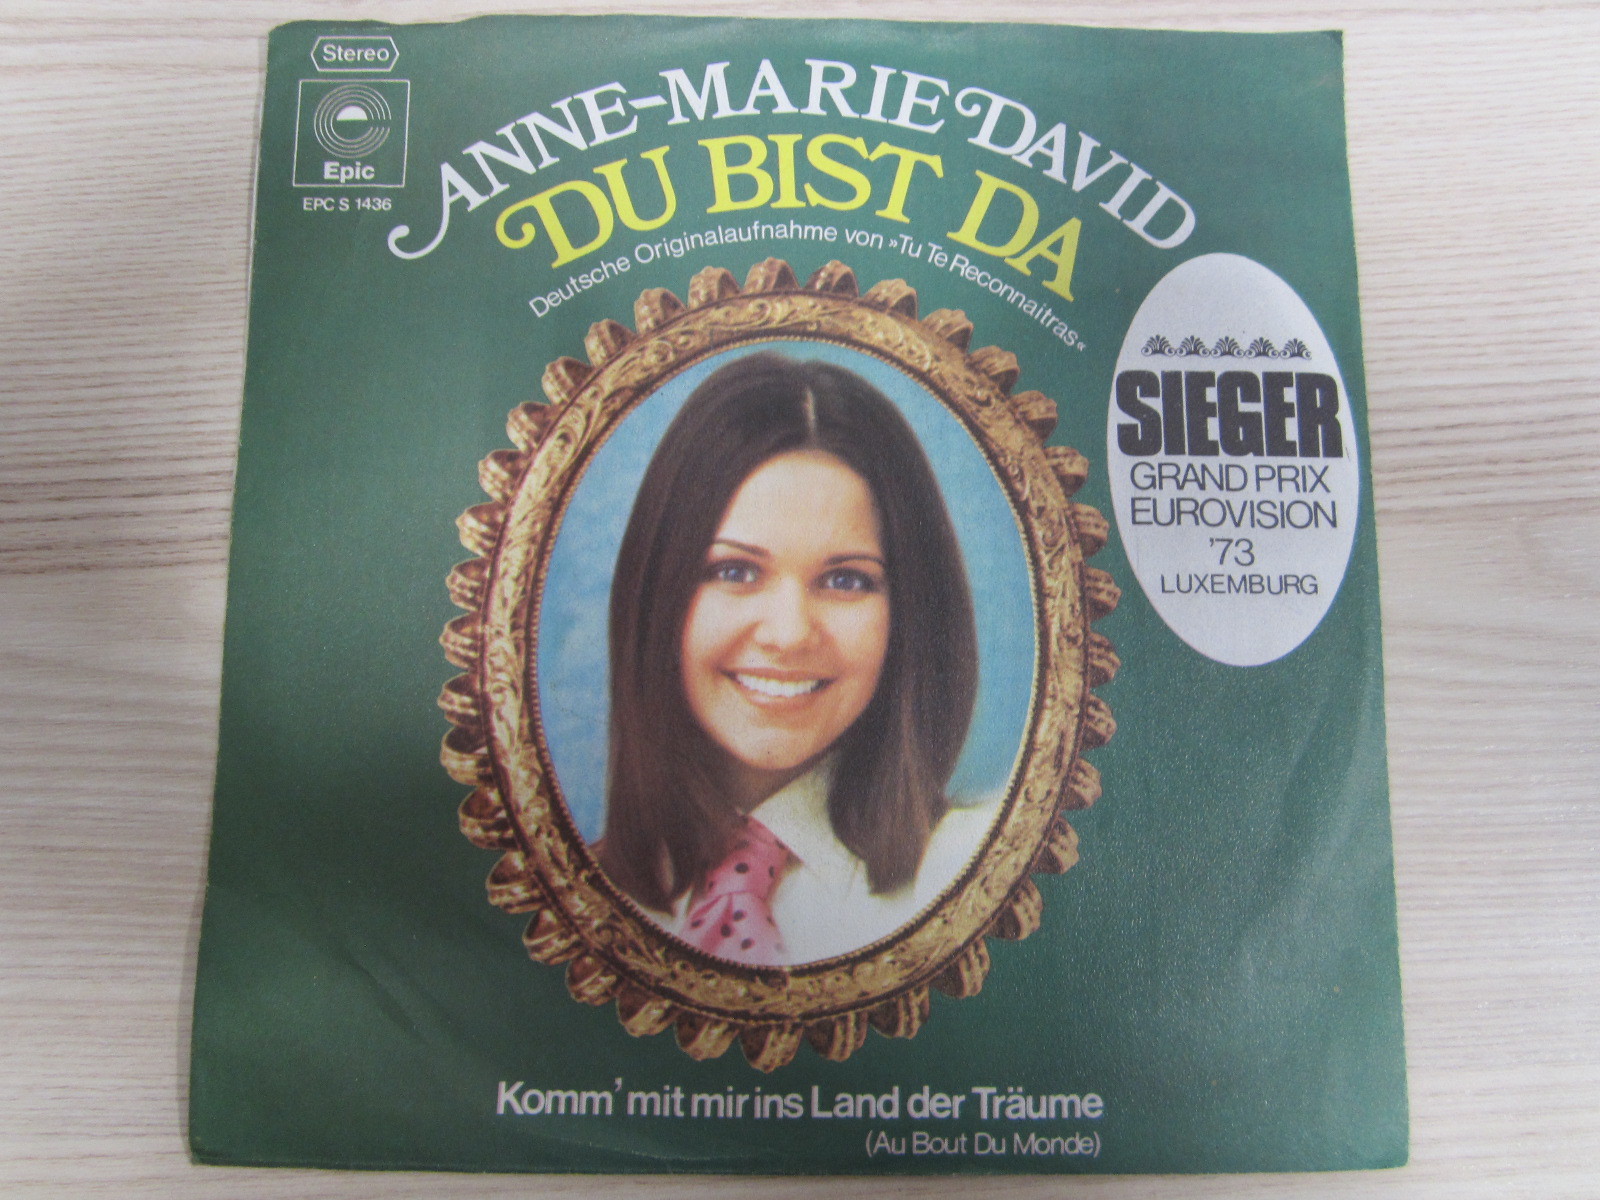 Stereo
Epic
EPC S 1436
ANNE-MARIE DAVID
DU BIST DA
Deutsche Originalaufnahme von »Tu Te Reconnaitras«
SIEGER
GRAND PRIX
EUROVISION
'73
LUXEMBURG
Komm' mit mir ins Land der Träume
(Au Bout Du Monde)